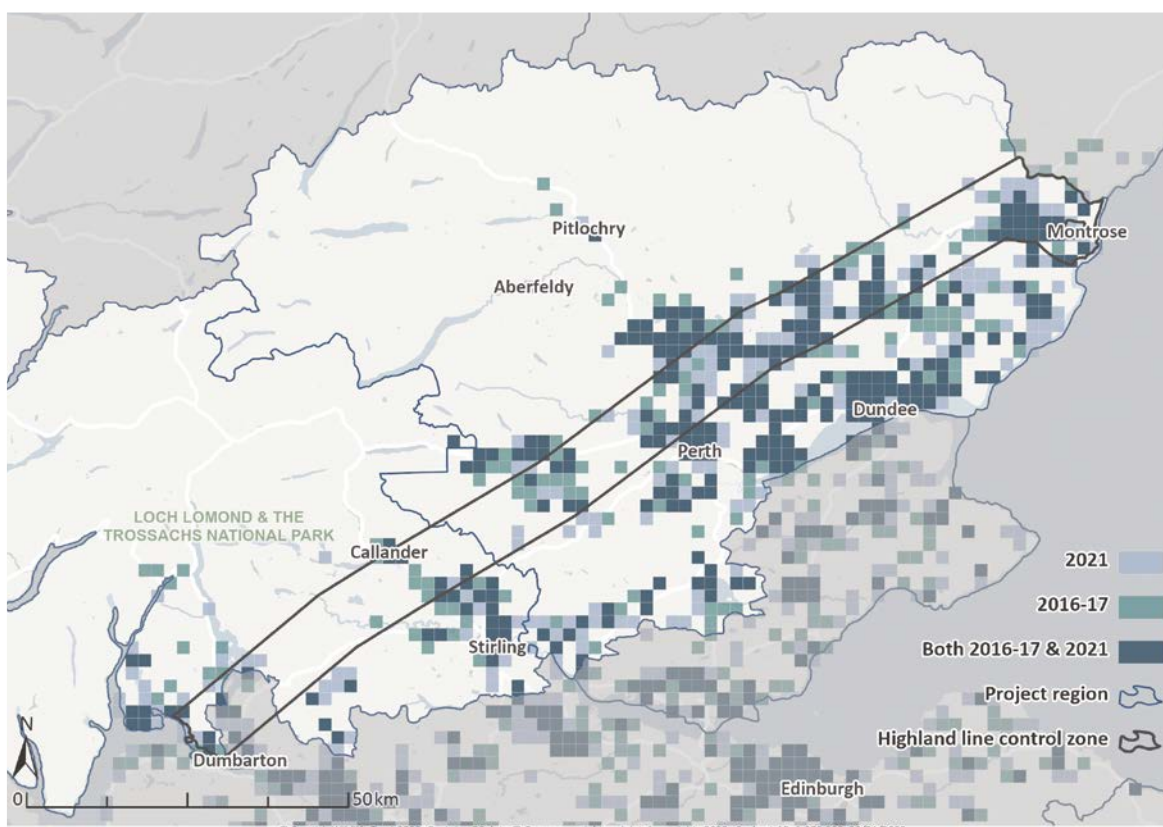 Pitlochry
Aberfeldy
Montrose
Dundee
Perth
LOCH LOMOND & THE
TROSSACHS NATIONAL PARK
Callander
Stirling
Dumbarton
Edinburgh
2021
2016-17
Both 2016-17 & 2021
Project region
Highland line control zone
N
0
50km